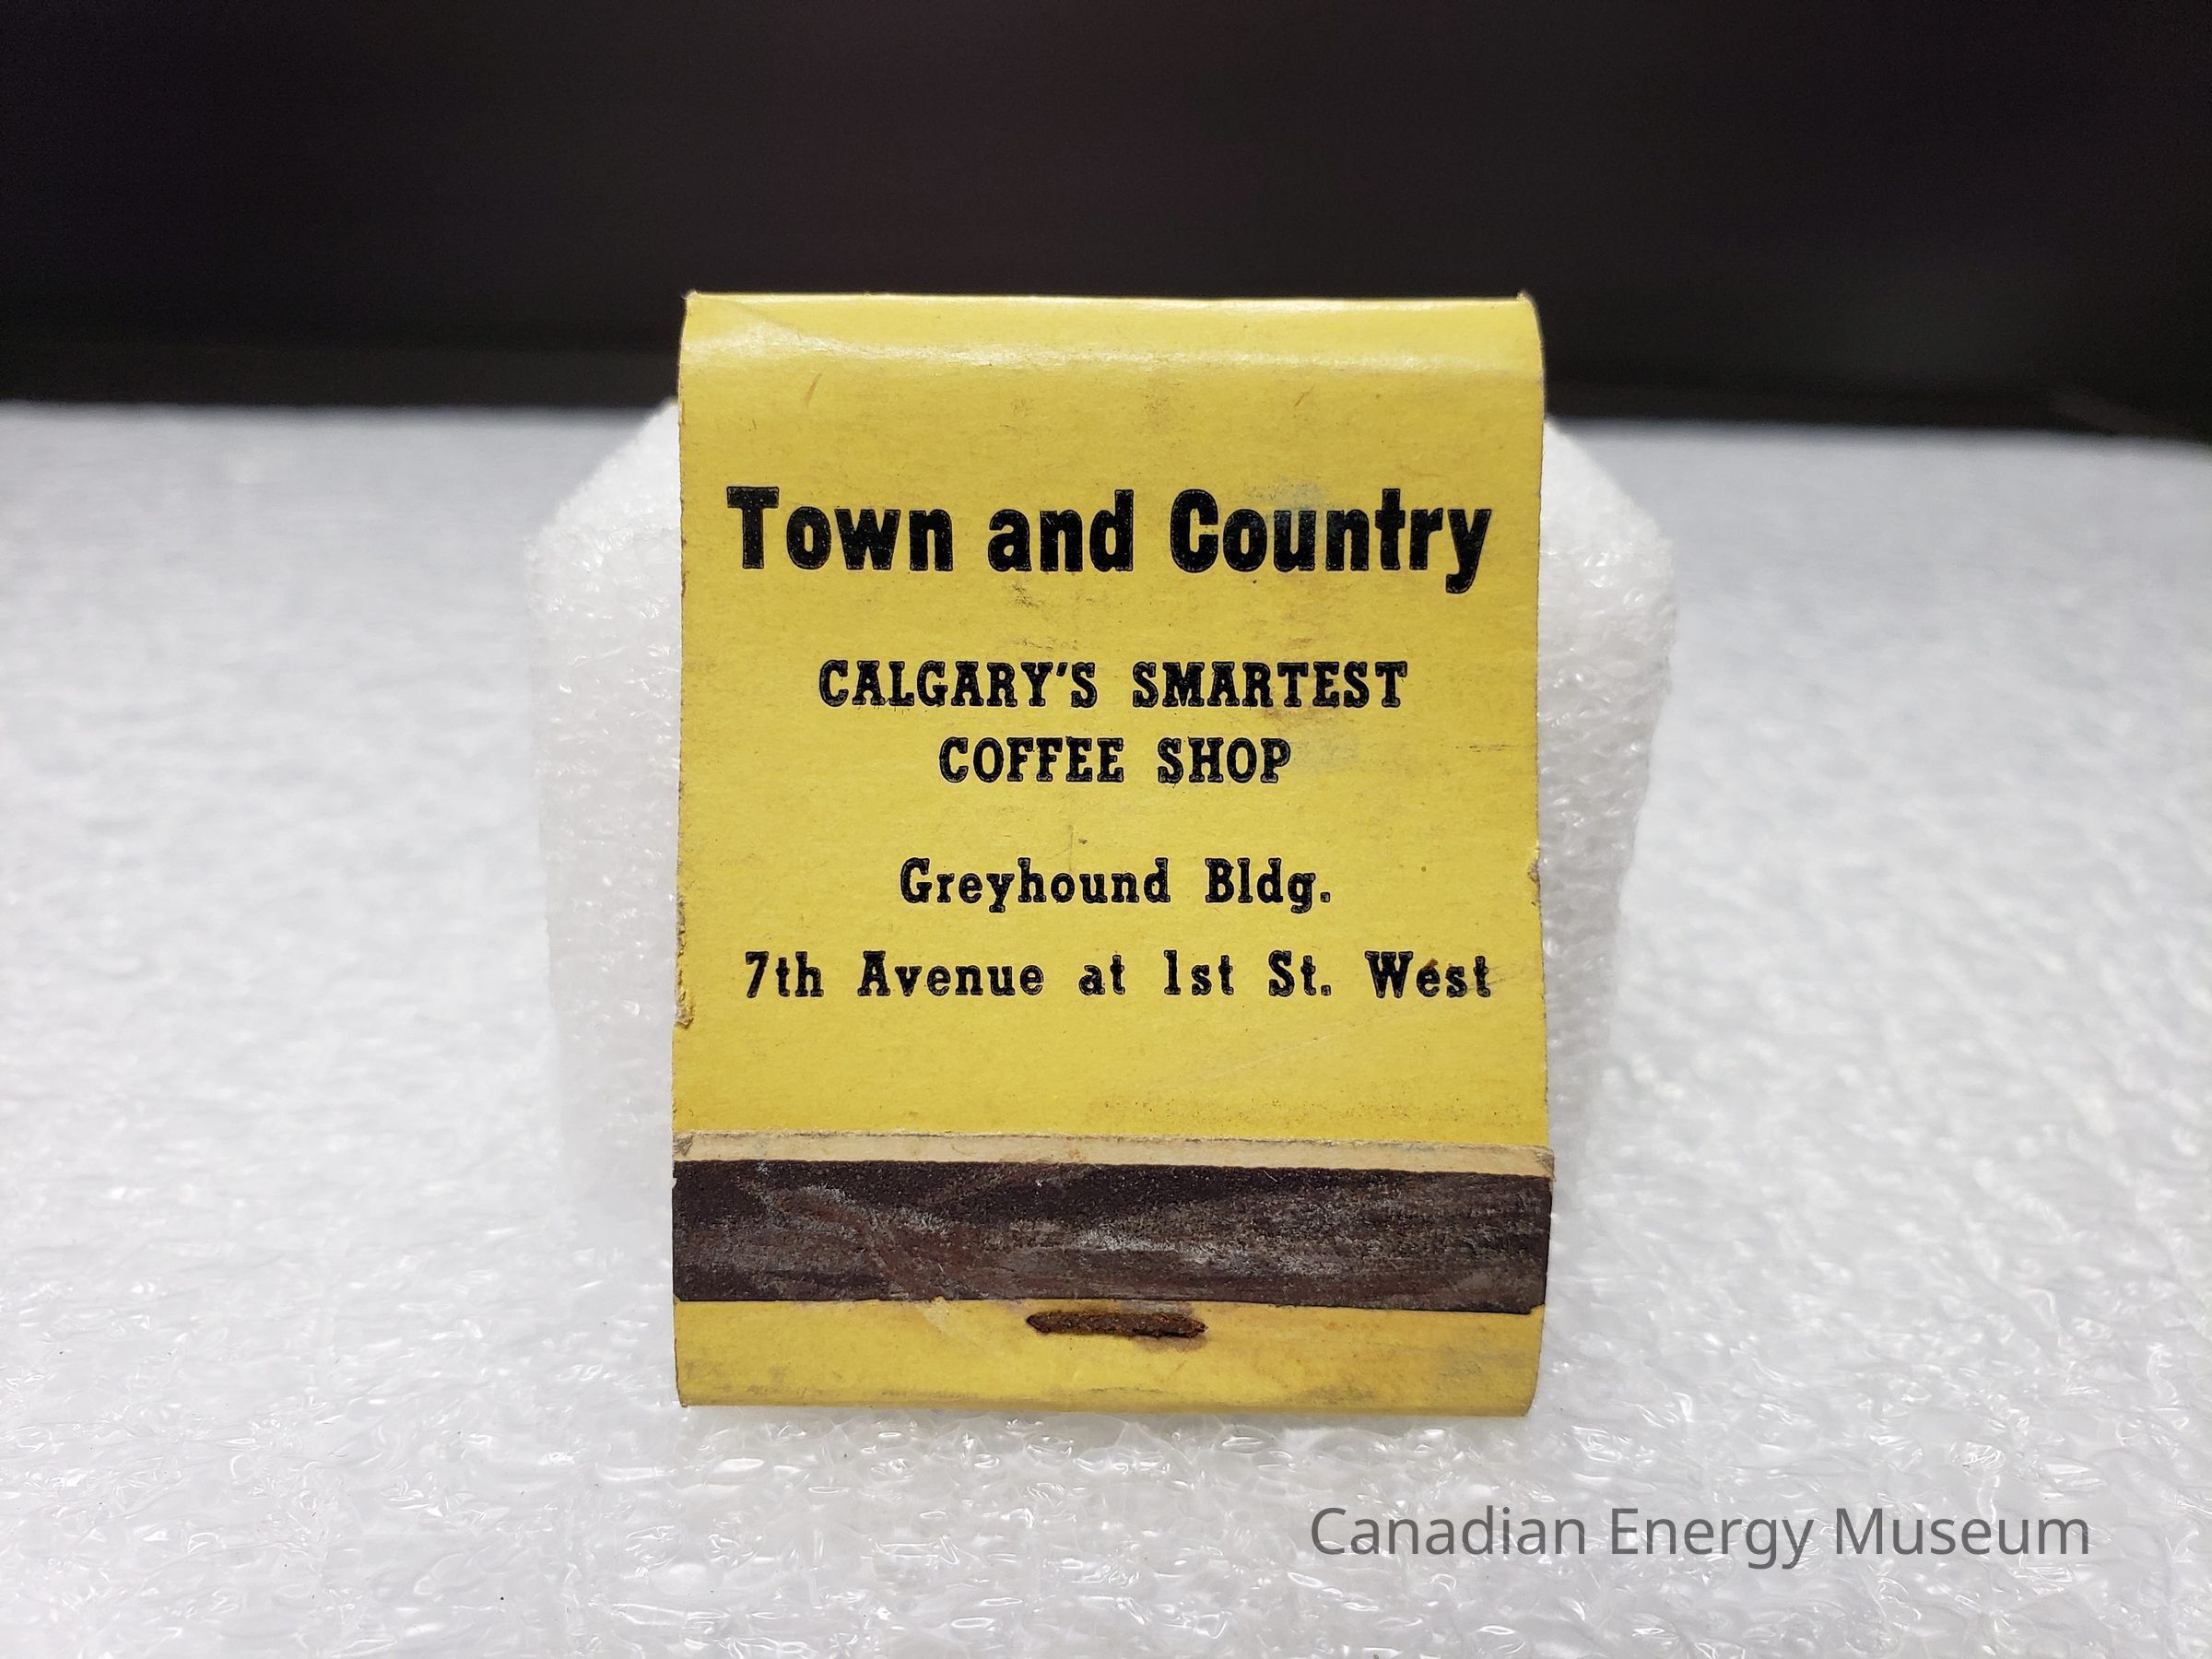 Town and Country
CALGARY'S SMARTEST
COFFEE SHOP
Greyhound Bldg.
7th Avenue at 1st St. West
Canadian Energy Museum